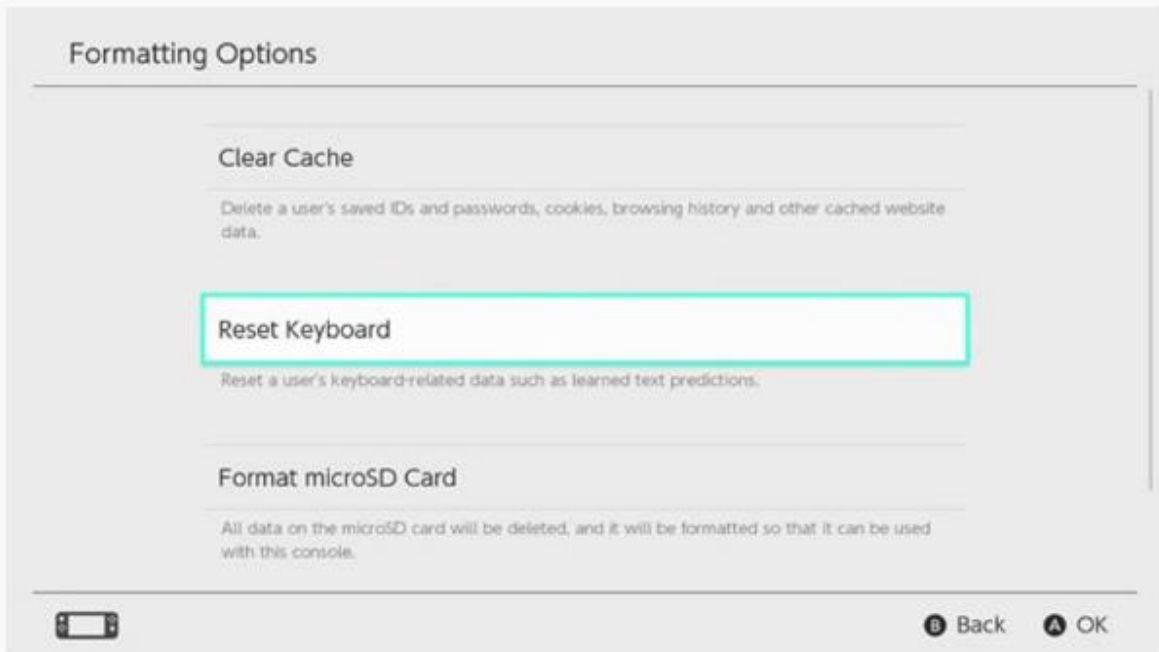 Formatting Options
Clear Cache
Delete a user's saved IDs and passwords, cookies, browsing history and other cached website
data.
Reset Keyboard
Reset a user's keyboard-related data such as learned text predictions.
Format microSD Card
All data on the microSD card will be deleted, and it will be formatted so that it can be used
with this console.
B Back A OK